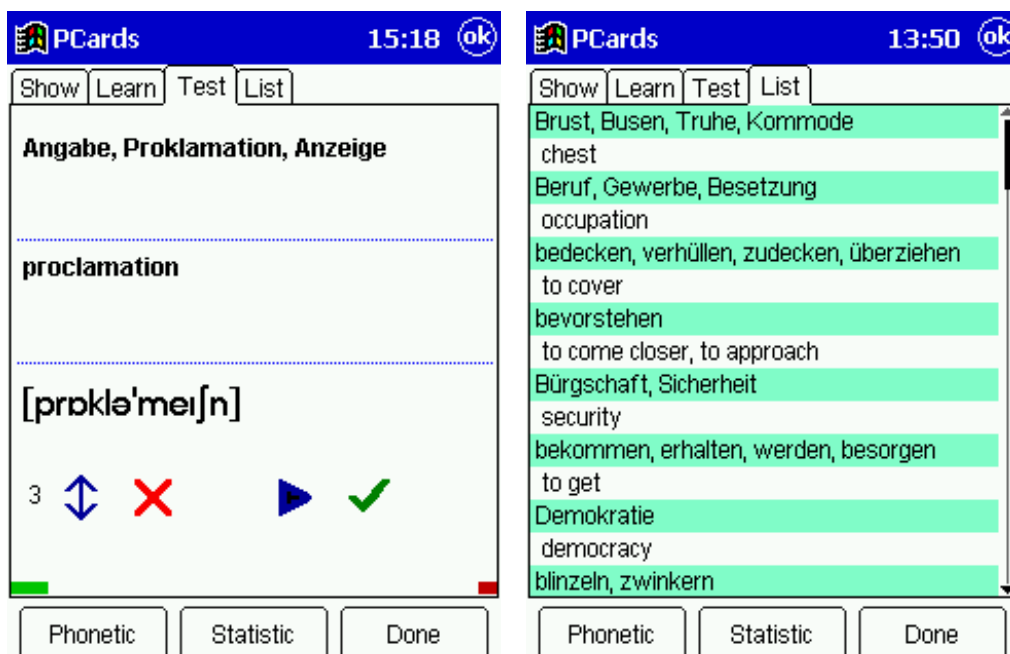 PCards 15:18 ok
Show Learn Test List
Angabe, Proklamation, Anzeige
proclamation
[prɒklə'meɪʃn]
3
Phonetic Statistic Done
PCards 13:50 ok
Show Learn Test List
Brust, Busen, Truhe, Kommode
chest
Beruf, Gewerbe, Besetzung
occupation
bedecken, verhüllen, zudecken, überziehen
to cover
bevorstehen
to come closer, to approach
Bürgschaft, Sicherheit
security
bekommen, erhalten, werden, besorgen
to get
Demokratie
democracy
blinzeln, zwinkern
Phonetic Statistic Done